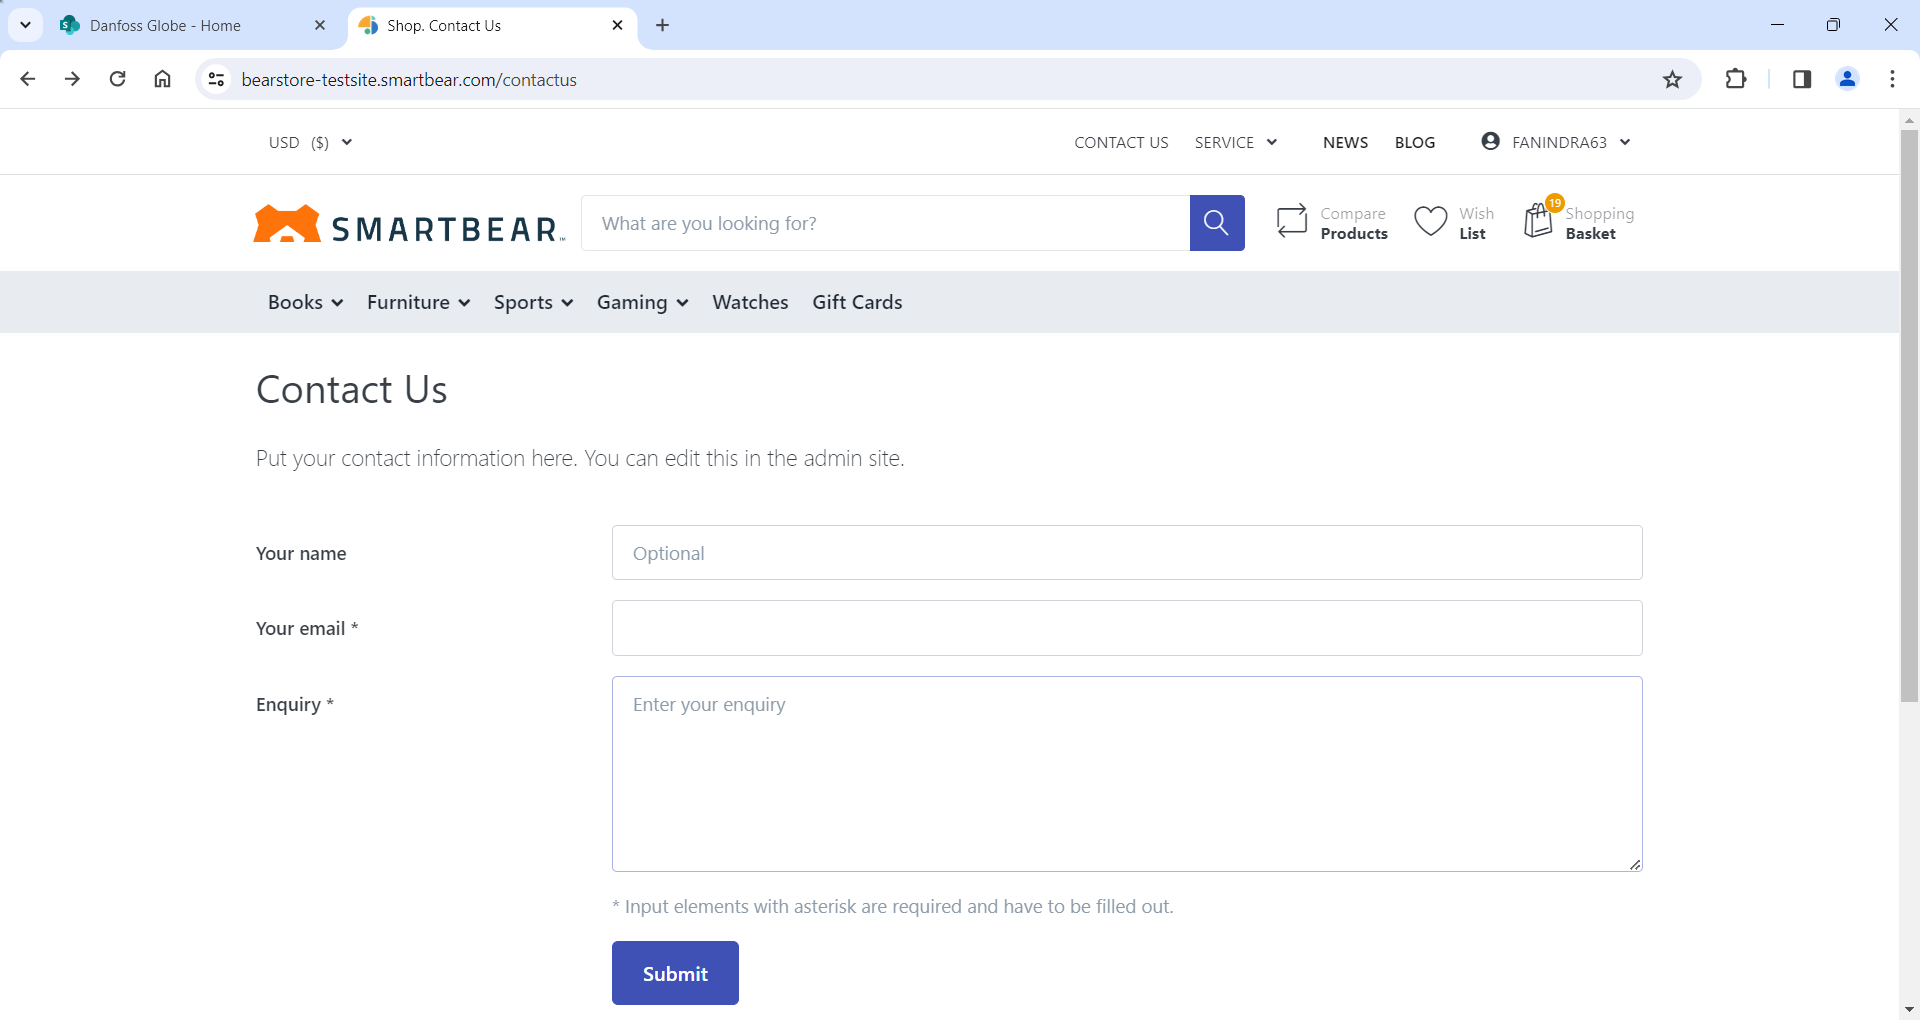 Danfoss Globe - Home
Shop. Contact Us
bearstore-testsite.smartbear.com/contactus
USD ($)
CONTACT US SERVICE NEWS BLOG FANINDRA63
SMARTBEAR™
What are you looking for?
Compare
Products
Wish
List
19
Shopping
Basket
Books Furniture Sports Gaming Watches Gift Cards
Contact Us
Put your contact information here. You can edit this in the admin site.
Your name
Optional
Your email *
Enquiry *
Enter your enquiry
* Input elements with asterisk are required and have to be filled out.
Submit